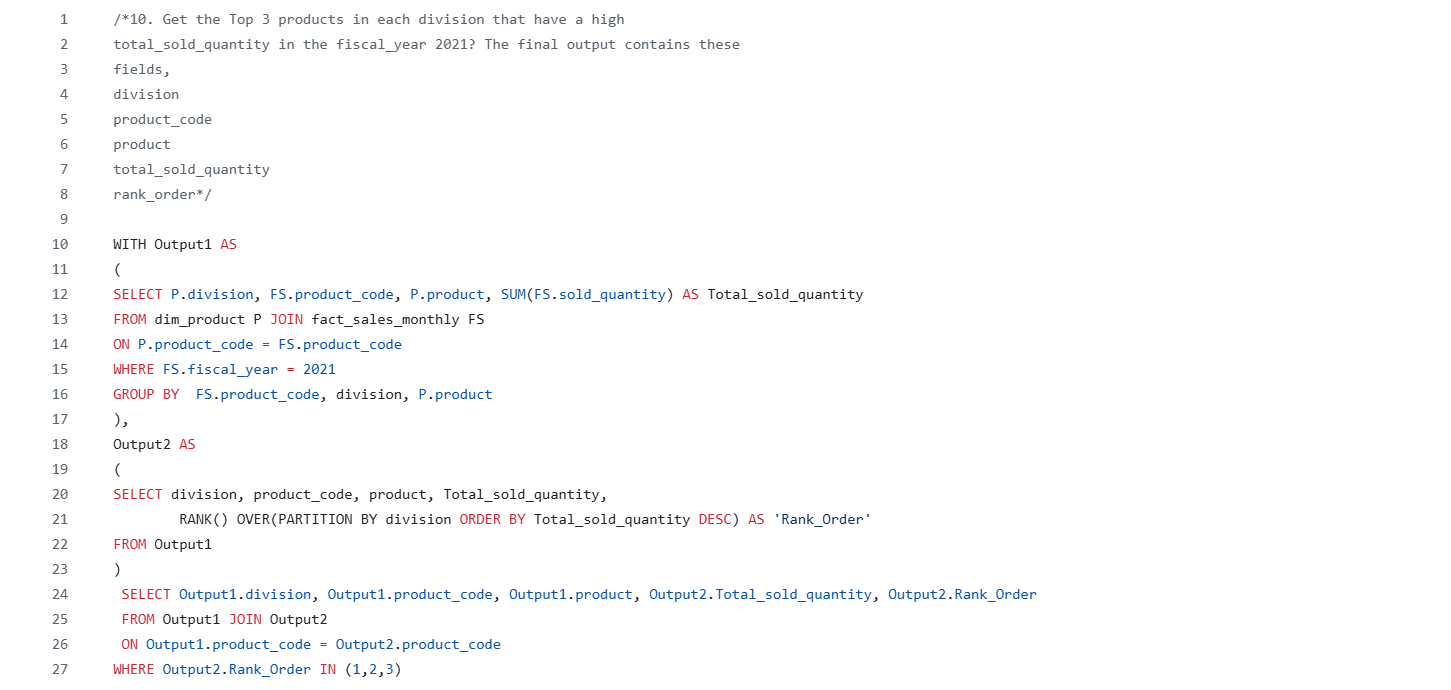 1 /*10. Get the Top 3 products in each division that have a high
2 total_sold_quantity in the fiscal_year 2021? The final output contains these
3 fields,
4 division
5 product_code
6 product
7 total_sold_quantity
8 rank_order*/
9
10 WITH Output1 AS
11 (
12 SELECT P.division, FS.product_code, P.product, SUM(FS.sold_quantity) AS Total_sold_quantity
13 FROM dim_product P JOIN fact_sales_monthly FS
14 ON P.product_code = FS.product_code
15 WHERE FS.fiscal_year = 2021
16 GROUP BY  FS.product_code, division, P.product
17 ),
18 Output2 AS
19 (
20 SELECT division, product_code, product, Total_sold_quantity,
21         RANK() OVER(PARTITION BY division ORDER BY Total_sold_quantity DESC) AS 'Rank_Order'
22 FROM Output1
23 )
24  SELECT Output1.division, Output1.product_code, Output1.product, Output2.Total_sold_quantity, Output2.Rank_Order
25  FROM Output1 JOIN Output2
26  ON Output1.product_code = Output2.product_code
27 WHERE Output2.Rank_Order IN (1,2,3)